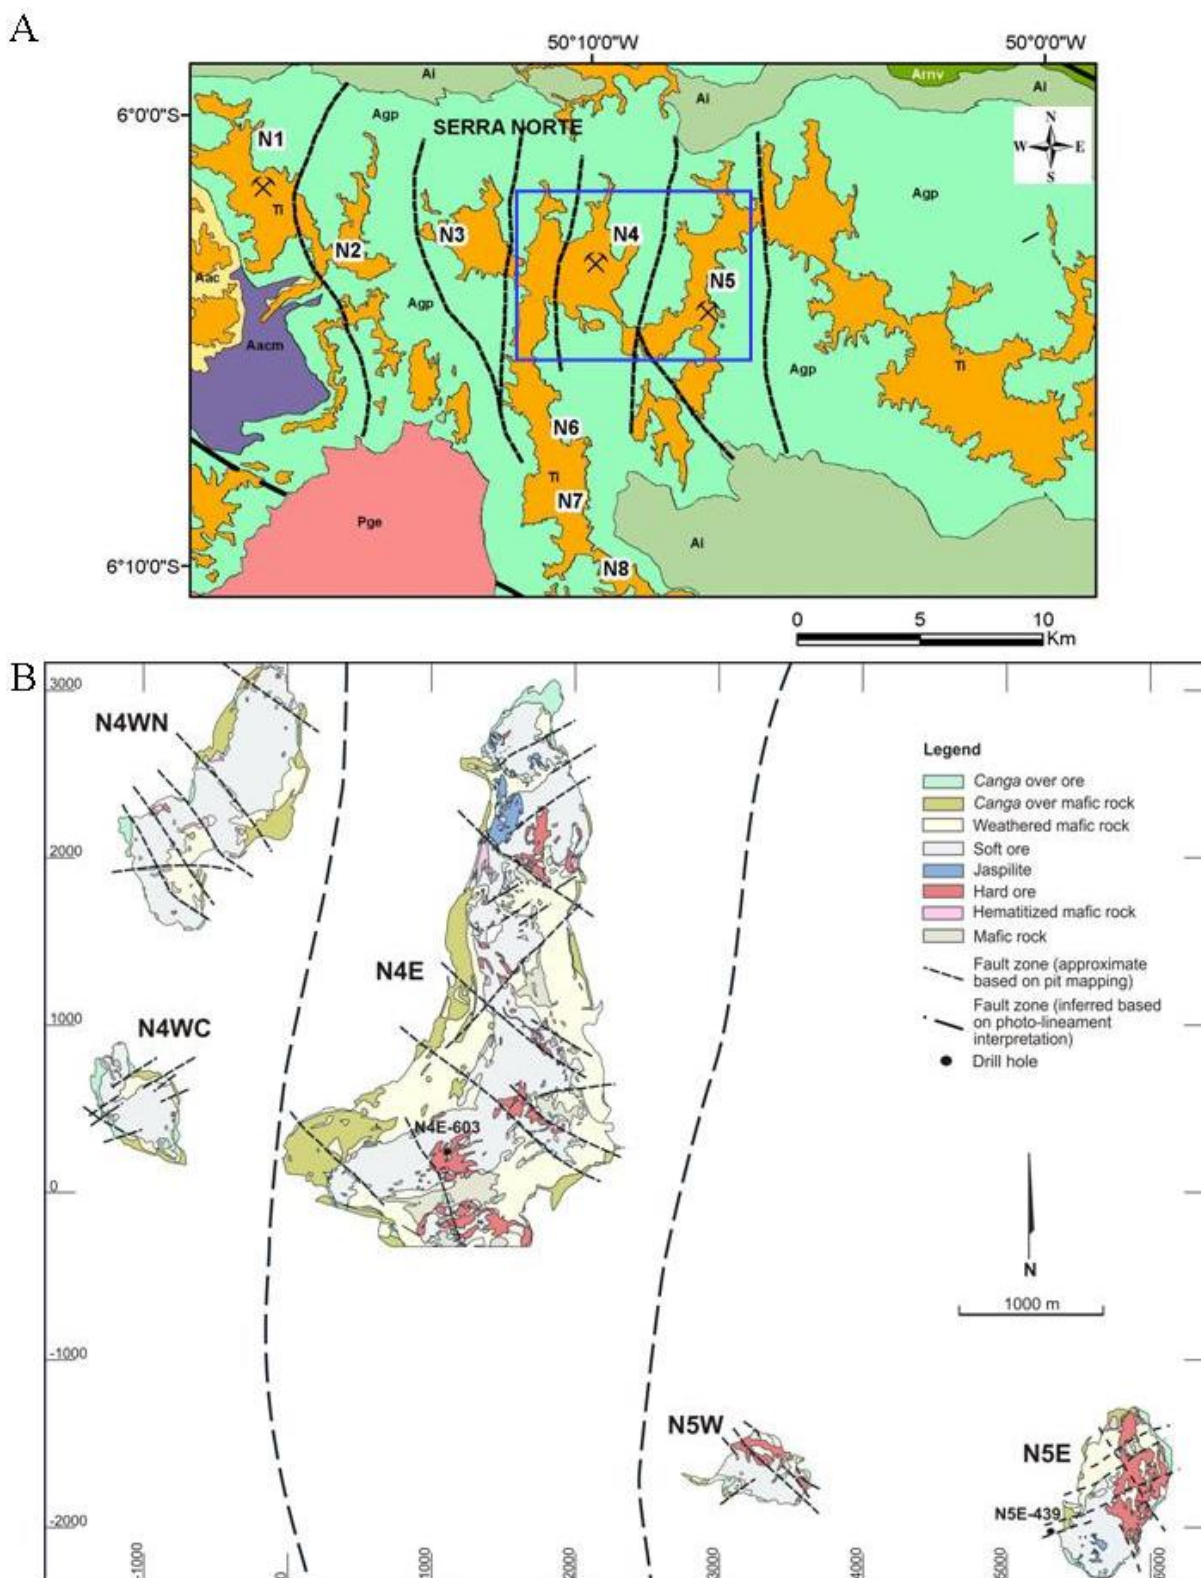 A
50°10'0"W
50°0'0"W
6°0'0"S
6°10'0"S
Ai
Arnv
Ai
Ai
Agp
SERRA NORTE
N
W E
S
N1
Agp
Ti
N2
N3
N4
N5
Aac
Agp
Aacm
Agp
Ti
N6
Ti
N7
Pge
Ai
N8
0 5 10
Km
B
3000
N4WN
Legend
Canga over ore
Canga over mafic rock
Weathered mafic rock
Soft ore
Jaspilite
Hard ore
Hematitized mafic rock
Mafic rock
Fault zone (approximate
based on pit mapping)
Fault zone (inferred based
on photo-lineament
interpretation)
Drill hole
2000
N4E
1000
N4WC
N4E-603
0
N
1000 m
-1000
N5W
N5E
N5E-439
-2000
-1000
0
1000
2000
3000
4000
5000
6000